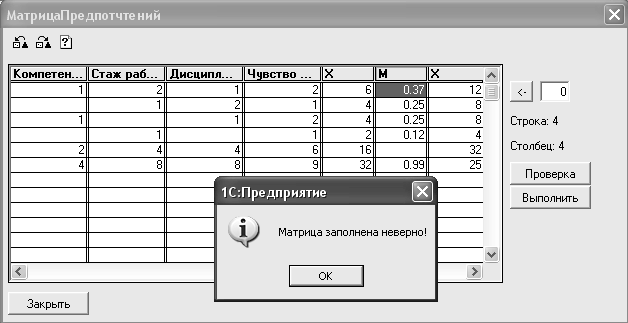 МатрицаПредпотчтений
Компетен... Стаж раб... Дисципл... Чувство ... X M X
1 2 1 2 6 0.37 12
1 2 1 4 0.25 8
1 1 2 4 0.25 8
1 1 2 0.12 4
2 4 4 6 16 32
4 8 8 9 32 0.99 25
<- 0
Строка: 4
Столбец: 4
Проверка
Выполнить
1С:Предприятие
Матрица заполнена неверно!
OK
Закрыть